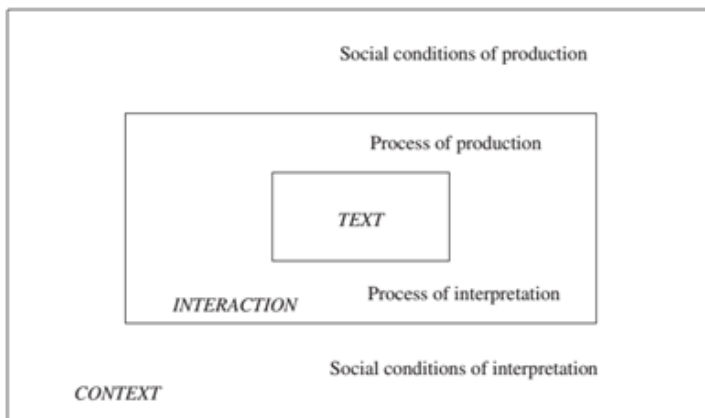 Social conditions of production
Process of production
TEXT
Process of interpretation
INTERACTION
Social conditions of interpretation
CONTEXT